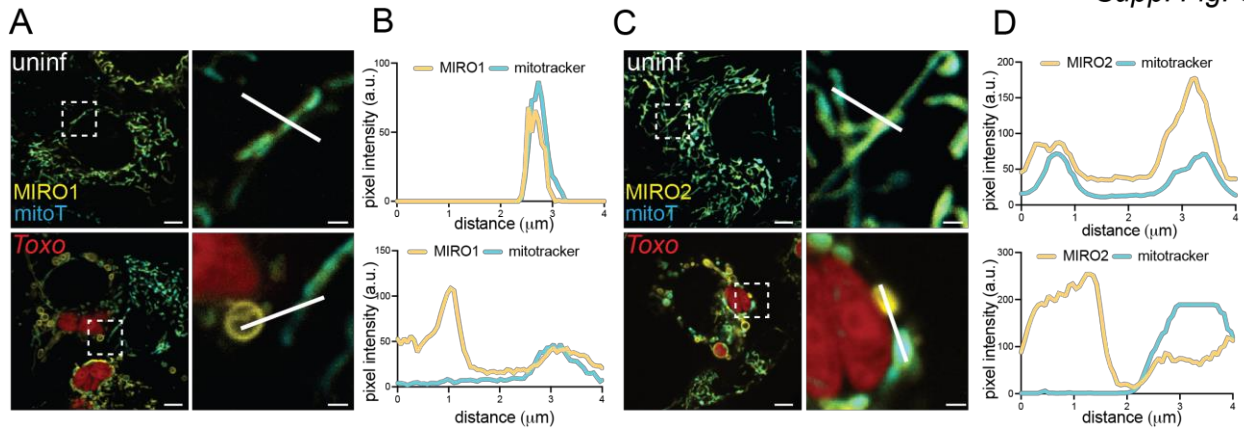 Supp. Fig.
A
uninf
MIRO1
mitoT
Toxo
B
MIRO1 mitotracker
pixel intensity (a.u.)
100
50
0
0 1 2 3 4
distance (μm)
MIRO1 mitotracker
pixel intensity (a.u.)
150
100
50
0
0 1 2 3 4
distance (μm)
C
uninf
MIRO2
mitoT
Toxo
D
MIRO2 mitotracker
pixel intensity (a.u.)
200
150
100
50
0
0 1 2 3 4
distance (μm)
MIRO2 mitotracker
pixel intensity (a.u.)
300
200
100
0
0 1 2 3 4
distance (μm)